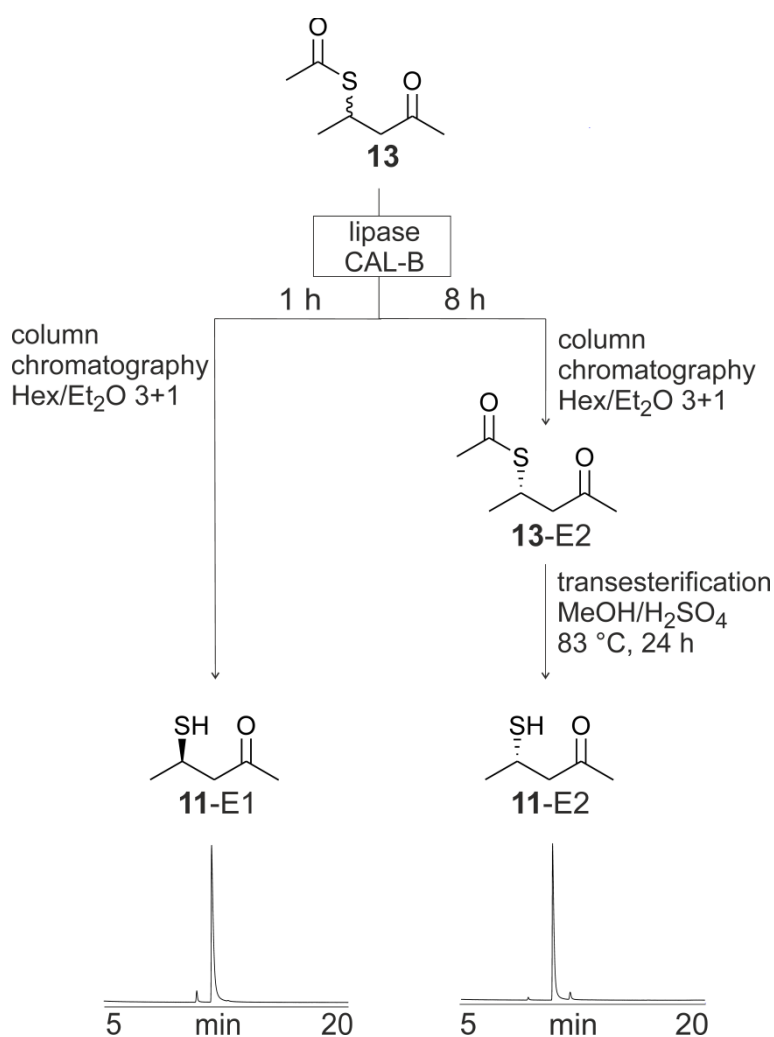 O
S
O
13
lipase
CAL-B
1 h
8 h
column
chromatography
Hex/Et₂O 3+1
column
chromatography
Hex/Et₂O 3+1
O
S
O
13-E2
transesterification
MeOH/H₂SO₄
83 °C, 24 h
SH
O
11-E1
SH
O
11-E2
5 min 20
5 min 20